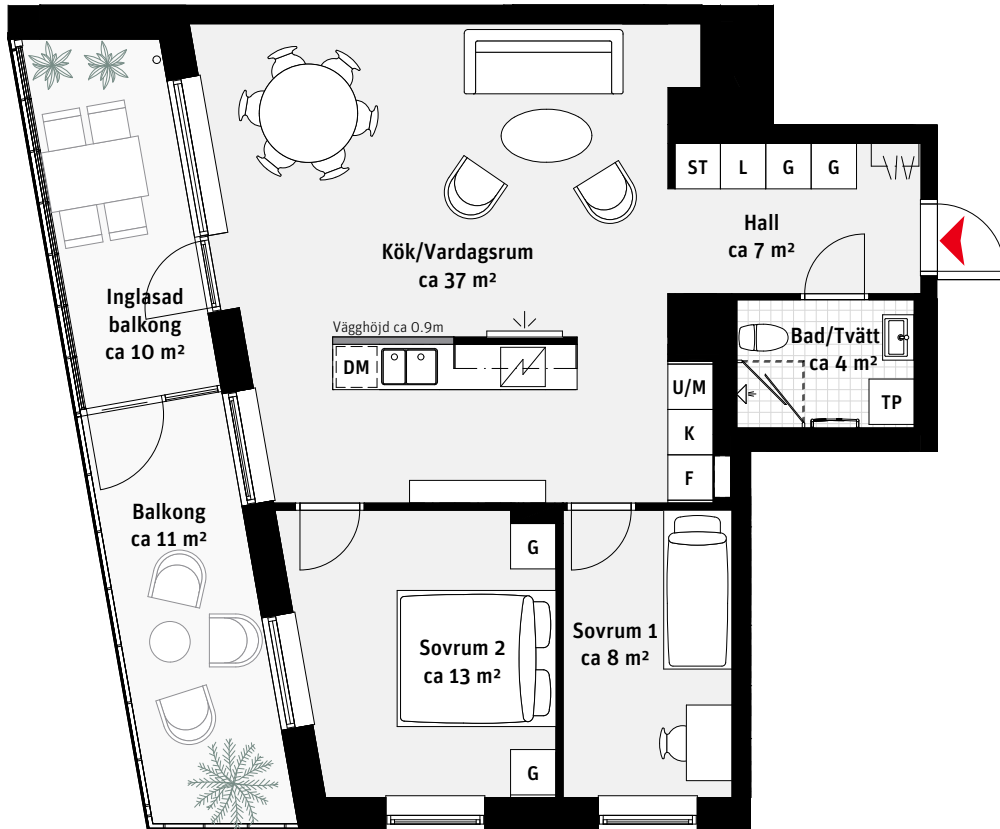 ST
L
G
G
Hall
ca 7 m²
Kök/Vardagsrum
ca 37 m²
Inglasad
balkong
ca 10 m²
Vägghöjd ca 0.9m
DM
Bad/Tvätt
ca 4 m²
TP
U/M
K
F
Balkong
ca 11 m²
G
Sovrum 2
ca 13 m²
Sovrum 1
ca 8 m²
G